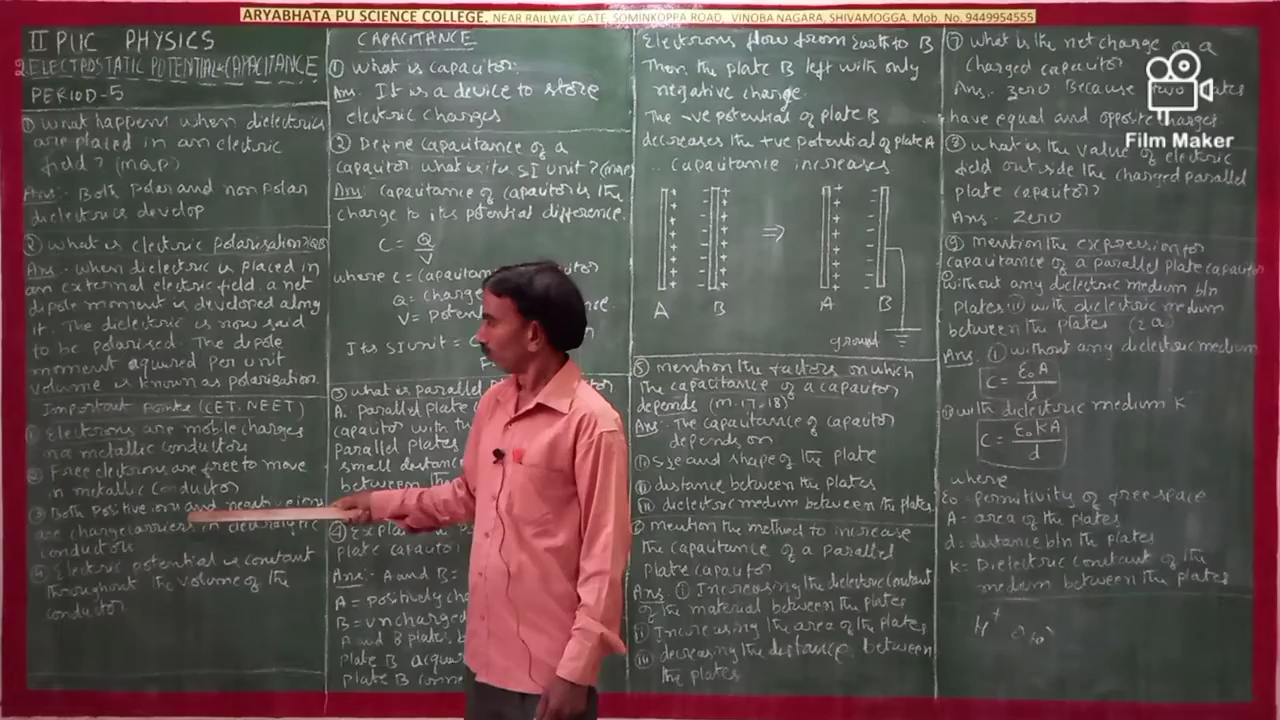 ARYABHATA PU SCIENCE COLLEGE. NEAR RAILWAY GATE, SOMINKOPPA ROAD, VINOBA NAGARA, SHIVAMOGGA. Mob. No. 9449954555
II PUC PHYSICS
2. ELECTROSTATIC POTENTIAL & CAPACITANCE
PERIOD-5
① What happens when dielectrics
are placed in an electric
field? (MQP)
Ans:- Both Polar and non Polar
dielectrics develop
② What is electric polarisation?
Ans:- When dielectric is placed in
an external electric field, a net
dipole moment is developed along
it. The dielectric is now said
to be polarised. The dipole
moment aquired Per unit
volume is known as polarisation.
Important points (CET, NEET)
① Electrons are mobile charges
in a metallic conductors
② Free electrons are free to move
in metallic conductor
③ Both positive ions and negative ions
are charge carriers
conductors
④ Electric potential is constant
throughout the volume of the
conductor
CAPACITANCE
① What is capacitor.
Ans. It is a device to store
electric charges
② Define capacitance of a
capacitor what is its SI unit?
Ans: capacitance of capacitor is the
charge to its potential difference.
C = Q/V
where C =
Q = charge
V =
Its SI unit =
③ What is parallel
A. parallel plate
capacitor with
parallel plates
small distance
between the
④
plate capacitor
Ans:- A and B =
A = positively
B = uncharged
A and B plates,
Plate B
Plate B
Electrons flow from Earth to B
Then the plate B left with only
negative charge.
The -ve potential of plate B
decreases the +ve potential of plate A
∴ capacitance increases
A B ⇒ A B
ground
⑤ mention the factors on which
The capacitance of a capacitor
depends (M.17, 18)
Ans:- The capacitance of capacitor
depends on
i) Size and shape of the plate
ii) distance between the plates
iii) dielectric medium between the plates.
⑥ mention the method to increase
the capacitance of a parallel
Plate capacitor
Ans ① Increasing the dielectric constant
of the material between the plates
ii) Increasing the area of the plates
iii) decreasing the distance between
the plates
⑦ what is the net charge on a
charged capacitor
Ans:- Zero Because two plates
have equal and opposite charges
⑧ what is the value of electric
field outside the charged parallel
plate capacitor?
Ans- Zero
⑨ mention the expression for
capacitance of a parallel plate capacitor
① without any dielectric medium b/n
Plates ii) with dielectric medium
between the plates (2a)
Ans. ① without any dielectric medium
C = ε₀A/d
ii) with dielectric medium K
C = ε₀KA/d
where
ε₀ = permitivity of free space
A = area of the plates
d = distance b/n the plates
K = Dielectric constant of the
medium between the plates
H⁺
Film Maker